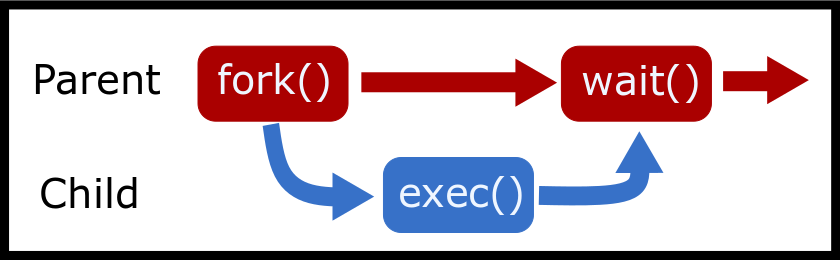 Parent fork() wait()
Child exec()